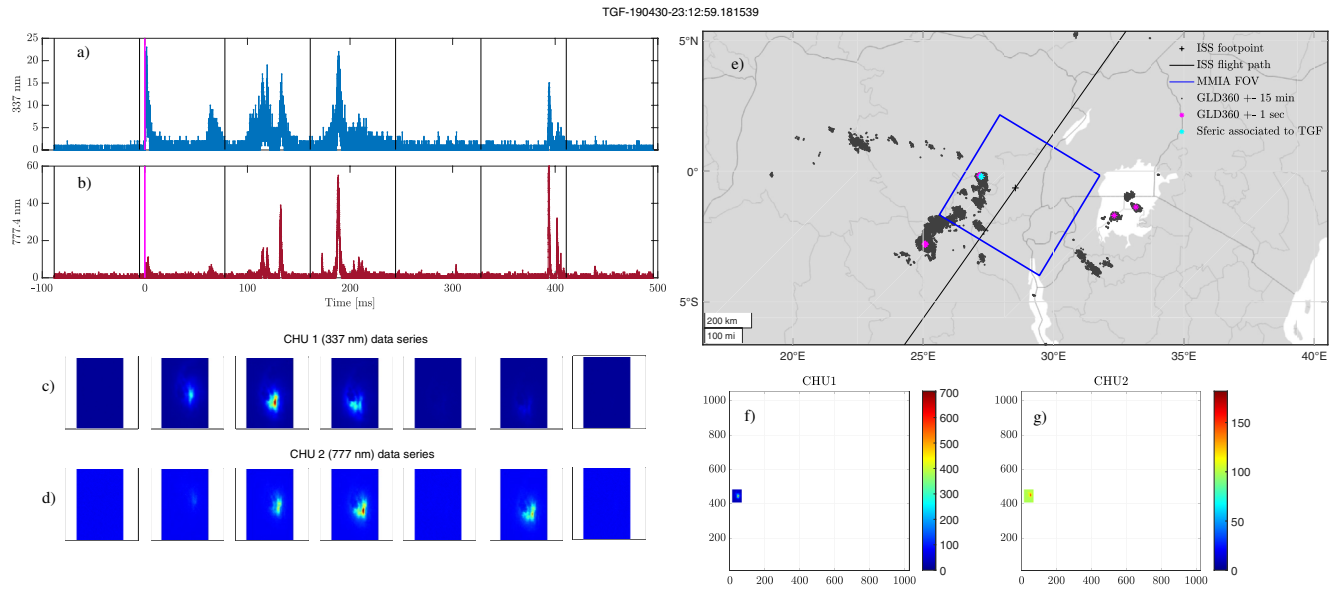 TGF-190430-23:12:59.181539
a)
337 nm
25
20
15
10
5
0
b)
777.4 nm
60
40
20
0
-100
0
100
200
300
400
500
Time [ms]
CHU 1 (337 nm) data series
c)
CHU 2 (777 nm) data series
d)
e)
ISS footpoint
ISS flight path
MMIA FOV
GLD360 +- 15 min
GLD360 +- 1 sec
Sferic associated to TGF
5°N
0°
5°S
200 km
100 mi
20°E
25°E
30°E
35°E
40°E
CHU1
f)
1000
800
600
400
200
0
200
400
600
800
1000
700
600
500
400
300
200
100
0
CHU2
g)
1000
800
600
400
200
0
200
400
600
800
1000
150
100
50
0